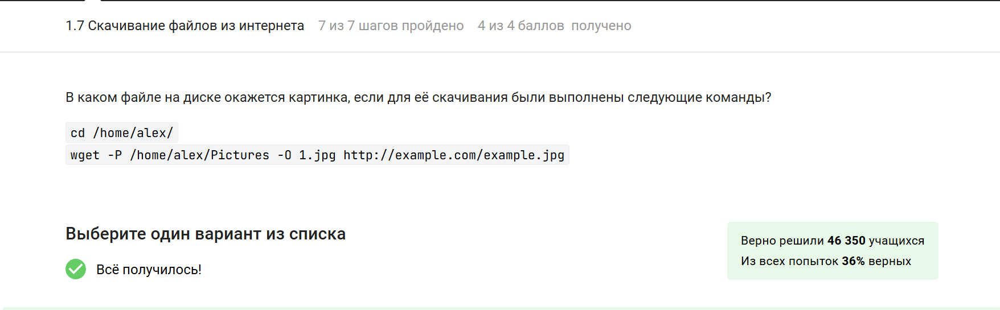 1.7 Скачивание файлов из интернета 7 из 7 шагов пройдено 4 из 4 баллов получено
В каком файле на диске окажется картинка, если для её скачивания были выполнены следующие команды?
cd /home/alex/
wget -P /home/alex/Pictures -O 1.jpg http://example.com/example.jpg
Выберите один вариант из списка
Всё получилось!
Верно решили 46 350 учащихся
Из всех попыток 36% верных